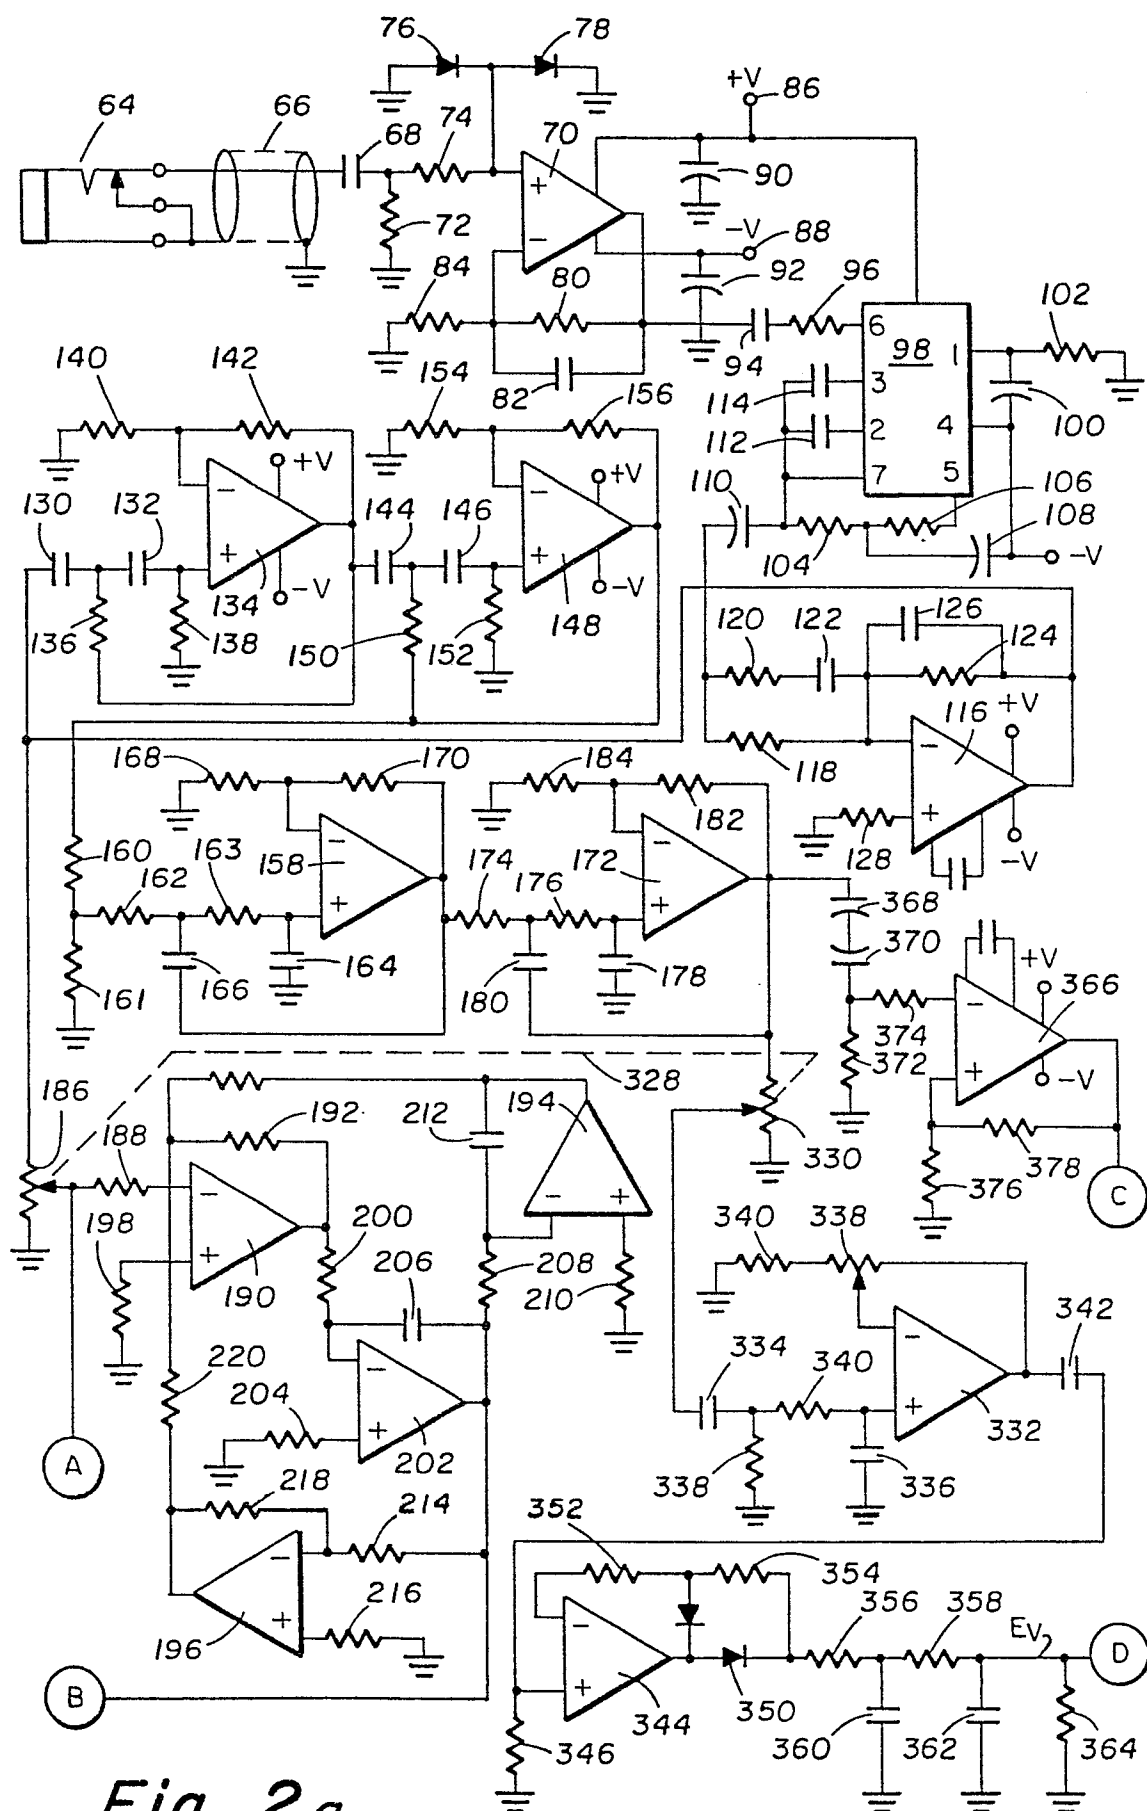 76 78
+V 86
64 66 68 74 70
90
72 + −
−V 88
84 80 92 96 102
94 6 98 1
140 142 154 82 114 3
156 112 2 4 100
+V +V 7 5
130 132 − 144 146 − 110 106
108
+ + 104 −V
134 −V −V
136 138 150 152 148 120 122 126 124
116 +V
168 170 184 118 −
182 +
160 163 − 174 176 172 − 128 −V
162 158 368
+ + 370
161 166 164 180 178 +V 366
− 374
372 + −V
186 328
188 192 212 194 330 378
376 C
− − +
198 200 340 338
+ 206 208
190 210 342
−
220 334 340
204 − +
332
A + 202 338 336
218 214 352
− 354
356 358
216 − Ev D
+
196
B + 344 350
346 360 362 364
Fig. 2a